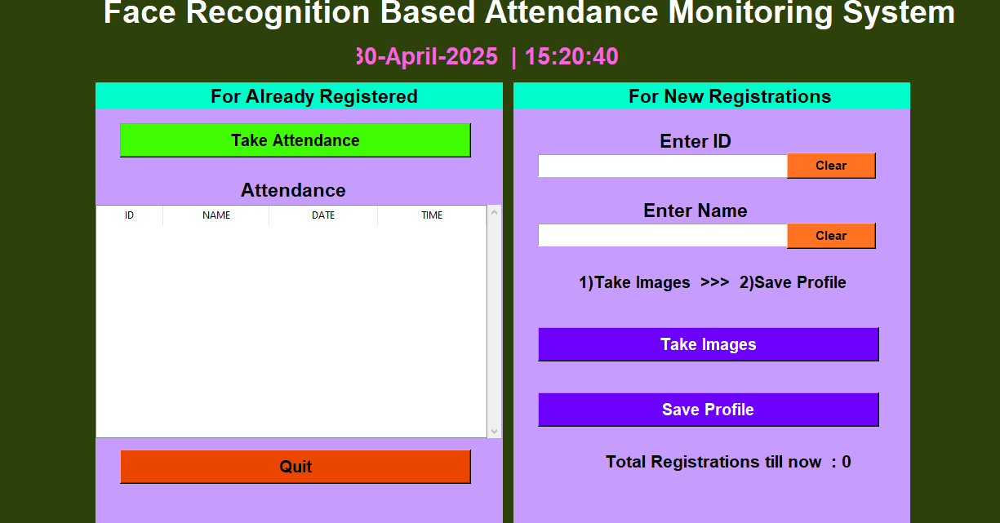 Face Recognition Based Attendance Monitoring System
30-April-2025 | 15:20:40
For Already Registered
Take Attendance
Attendance
ID NAME DATE TIME
Quit
For New Registrations
Enter ID
Clear
Enter Name
Clear
1)Take Images >>> 2)Save Profile
Take Images
Save Profile
Total Registrations till now : 0